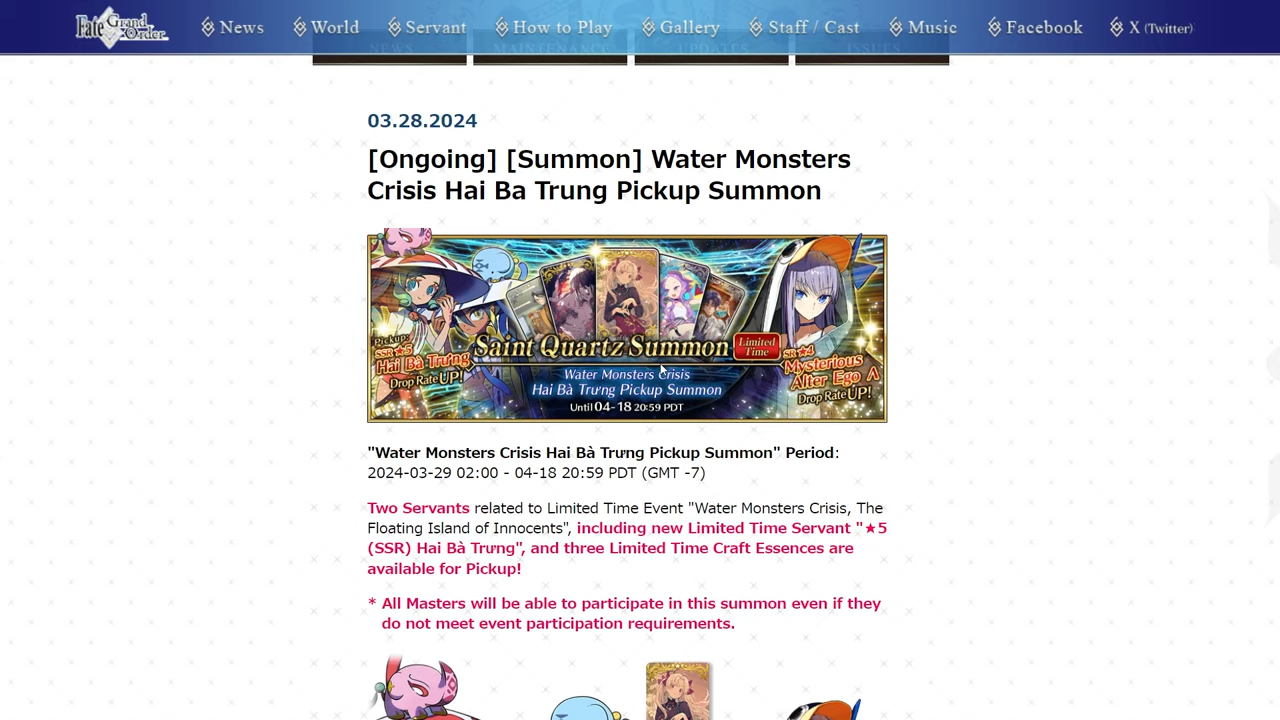 Fate Grand Order
News
World
Servant
How to Play
Gallery
Staff / Cast
Music
Facebook
X (Twitter)
NEWS
MAINTENANCE
UPDATES
ISSUES
03.28.2024
[Ongoing] [Summon] Water Monsters
Crisis Hai Ba Trung Pickup Summon
Pickup:
SSR ★5
Hai Bà Trưng
Drop Rate UP!
Saint Quartz Summon
Limited
Time
Water Monsters Crisis
Hai Bà Trưng Pickup Summon
Until 04-18 20:59 PDT
SR ★4
Mysterious
Alter Ego Λ
Drop Rate UP!
"Water Monsters Crisis Hai Bà Trưng Pickup Summon" Period:
2024-03-29 02:00 - 04-18 20:59 PDT (GMT -7)
Two Servants related to Limited Time Event "Water Monsters Crisis, The
Floating Island of Innocents", including new Limited Time Servant "★5
(SSR) Hai Bà Trưng", and three Limited Time Craft Essences are
available for Pickup!
* All Masters will be able to participate in this summon even if they
do not meet event participation requirements.